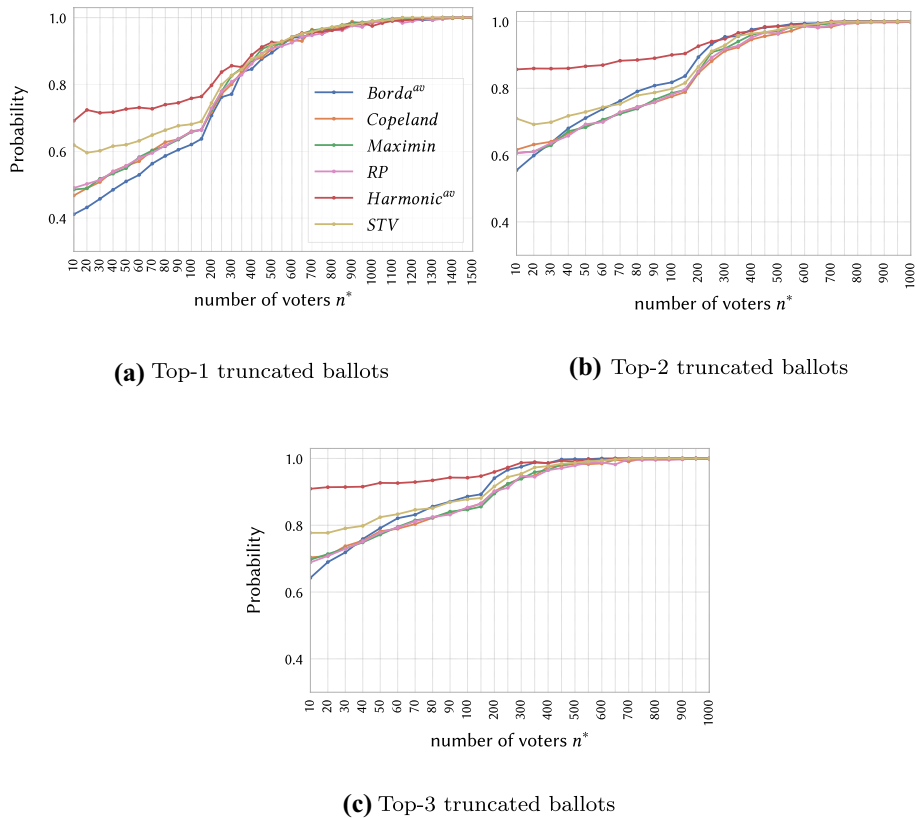 1.0
0.8
0.6
0.4
Probability
Borda^av
Copeland
Maximin
RP
Harmonic^av
STV
10 20 30 40 50 60 70 80 90 100 200 300 400 500 600 700 800 900 1000 1100 1200 1300 1400 1500
number of voters n*
(a) Top-1 truncated ballots
1.0
0.8
0.6
0.4
10 20 30 40 50 60 70 80 90 100 200 300 400 500 600 700 800 900 1000
number of voters n*
(b) Top-2 truncated ballots
1.0
0.8
0.6
0.4
Probability
10 20 30 40 50 60 70 80 90 100 200 300 400 500 600 700 800 900 1000
number of voters n*
(c) Top-3 truncated ballots